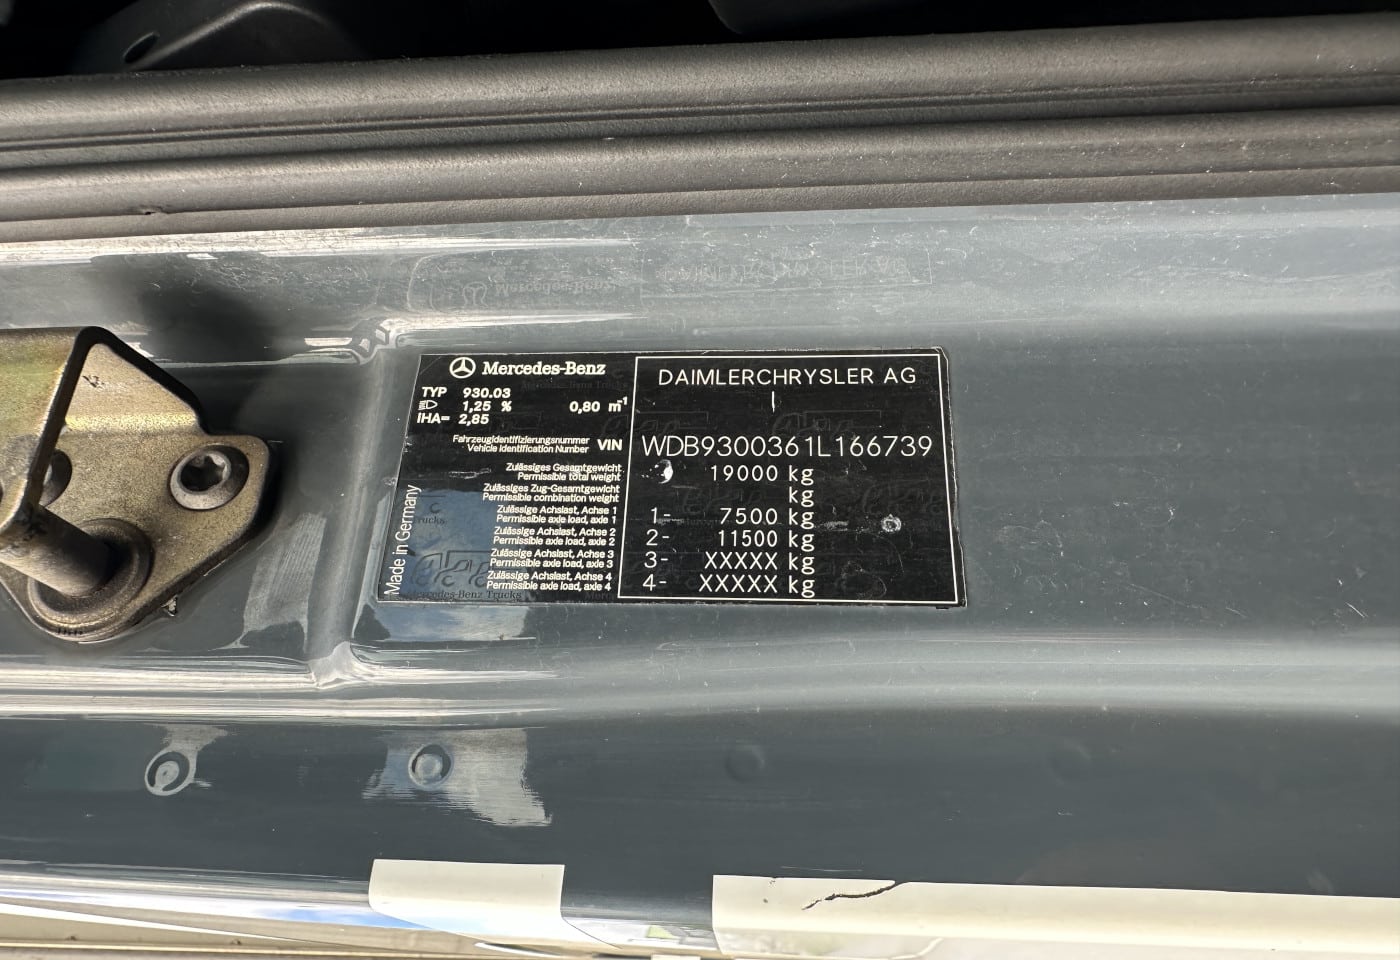 Mercedes-Benz
TYP 930.03
1,25 % 0,80 m-1
IHA= 2,85
DAIMLERCHRYSLER AG
Fahrzeugidentifizierungsnummer
Vehicle Identification Number
VIN WDB9300361L166739
Zulässiges Gesamtgewicht
Permissible total weight
19000 kg
Zulässiges Zug-Gesamtgewicht
Permissible combination weight
kg
Zulässige Achslast, Achse 1
Permissible axle load, axle 1
1- 7500 kg
Zulässige Achslast, Achse 2
Permissible axle load, axle 2
2- 11500 kg
Zulässige Achslast, Achse 3
Permissible axle load, axle 3
3- XXXXX kg
Zulässige Achslast, Achse 4
Permissible axle load, axle 4
4- XXXXX kg
Made in Germany
Mercedes-Benz Trucks